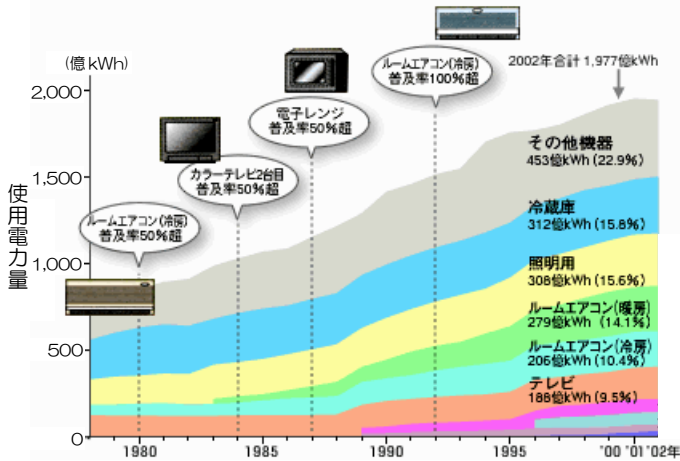 (億kWh)
2,000
1,500
1,000
500
0
使用電力量
ルームエアコン(冷房)
普及率50%超
カラーテレビ2台目
普及率50%超
電子レンジ
普及率50%超
ルームエアコン(冷房)
普及率100%超
2002年合計 1,977億kWh
その他機器
453億kWh (22.9%)
冷蔵庫
312億kWh (15.8%)
照明用
308億kWh (15.6%)
ルームエアコン(暖房)
279億kWh (14.1%)
ルームエアコン(冷房)
206億kWh (10.4%)
テレビ
188億kWh (9.5%)
1980 1985 1990 1995 '00 '01 '02年